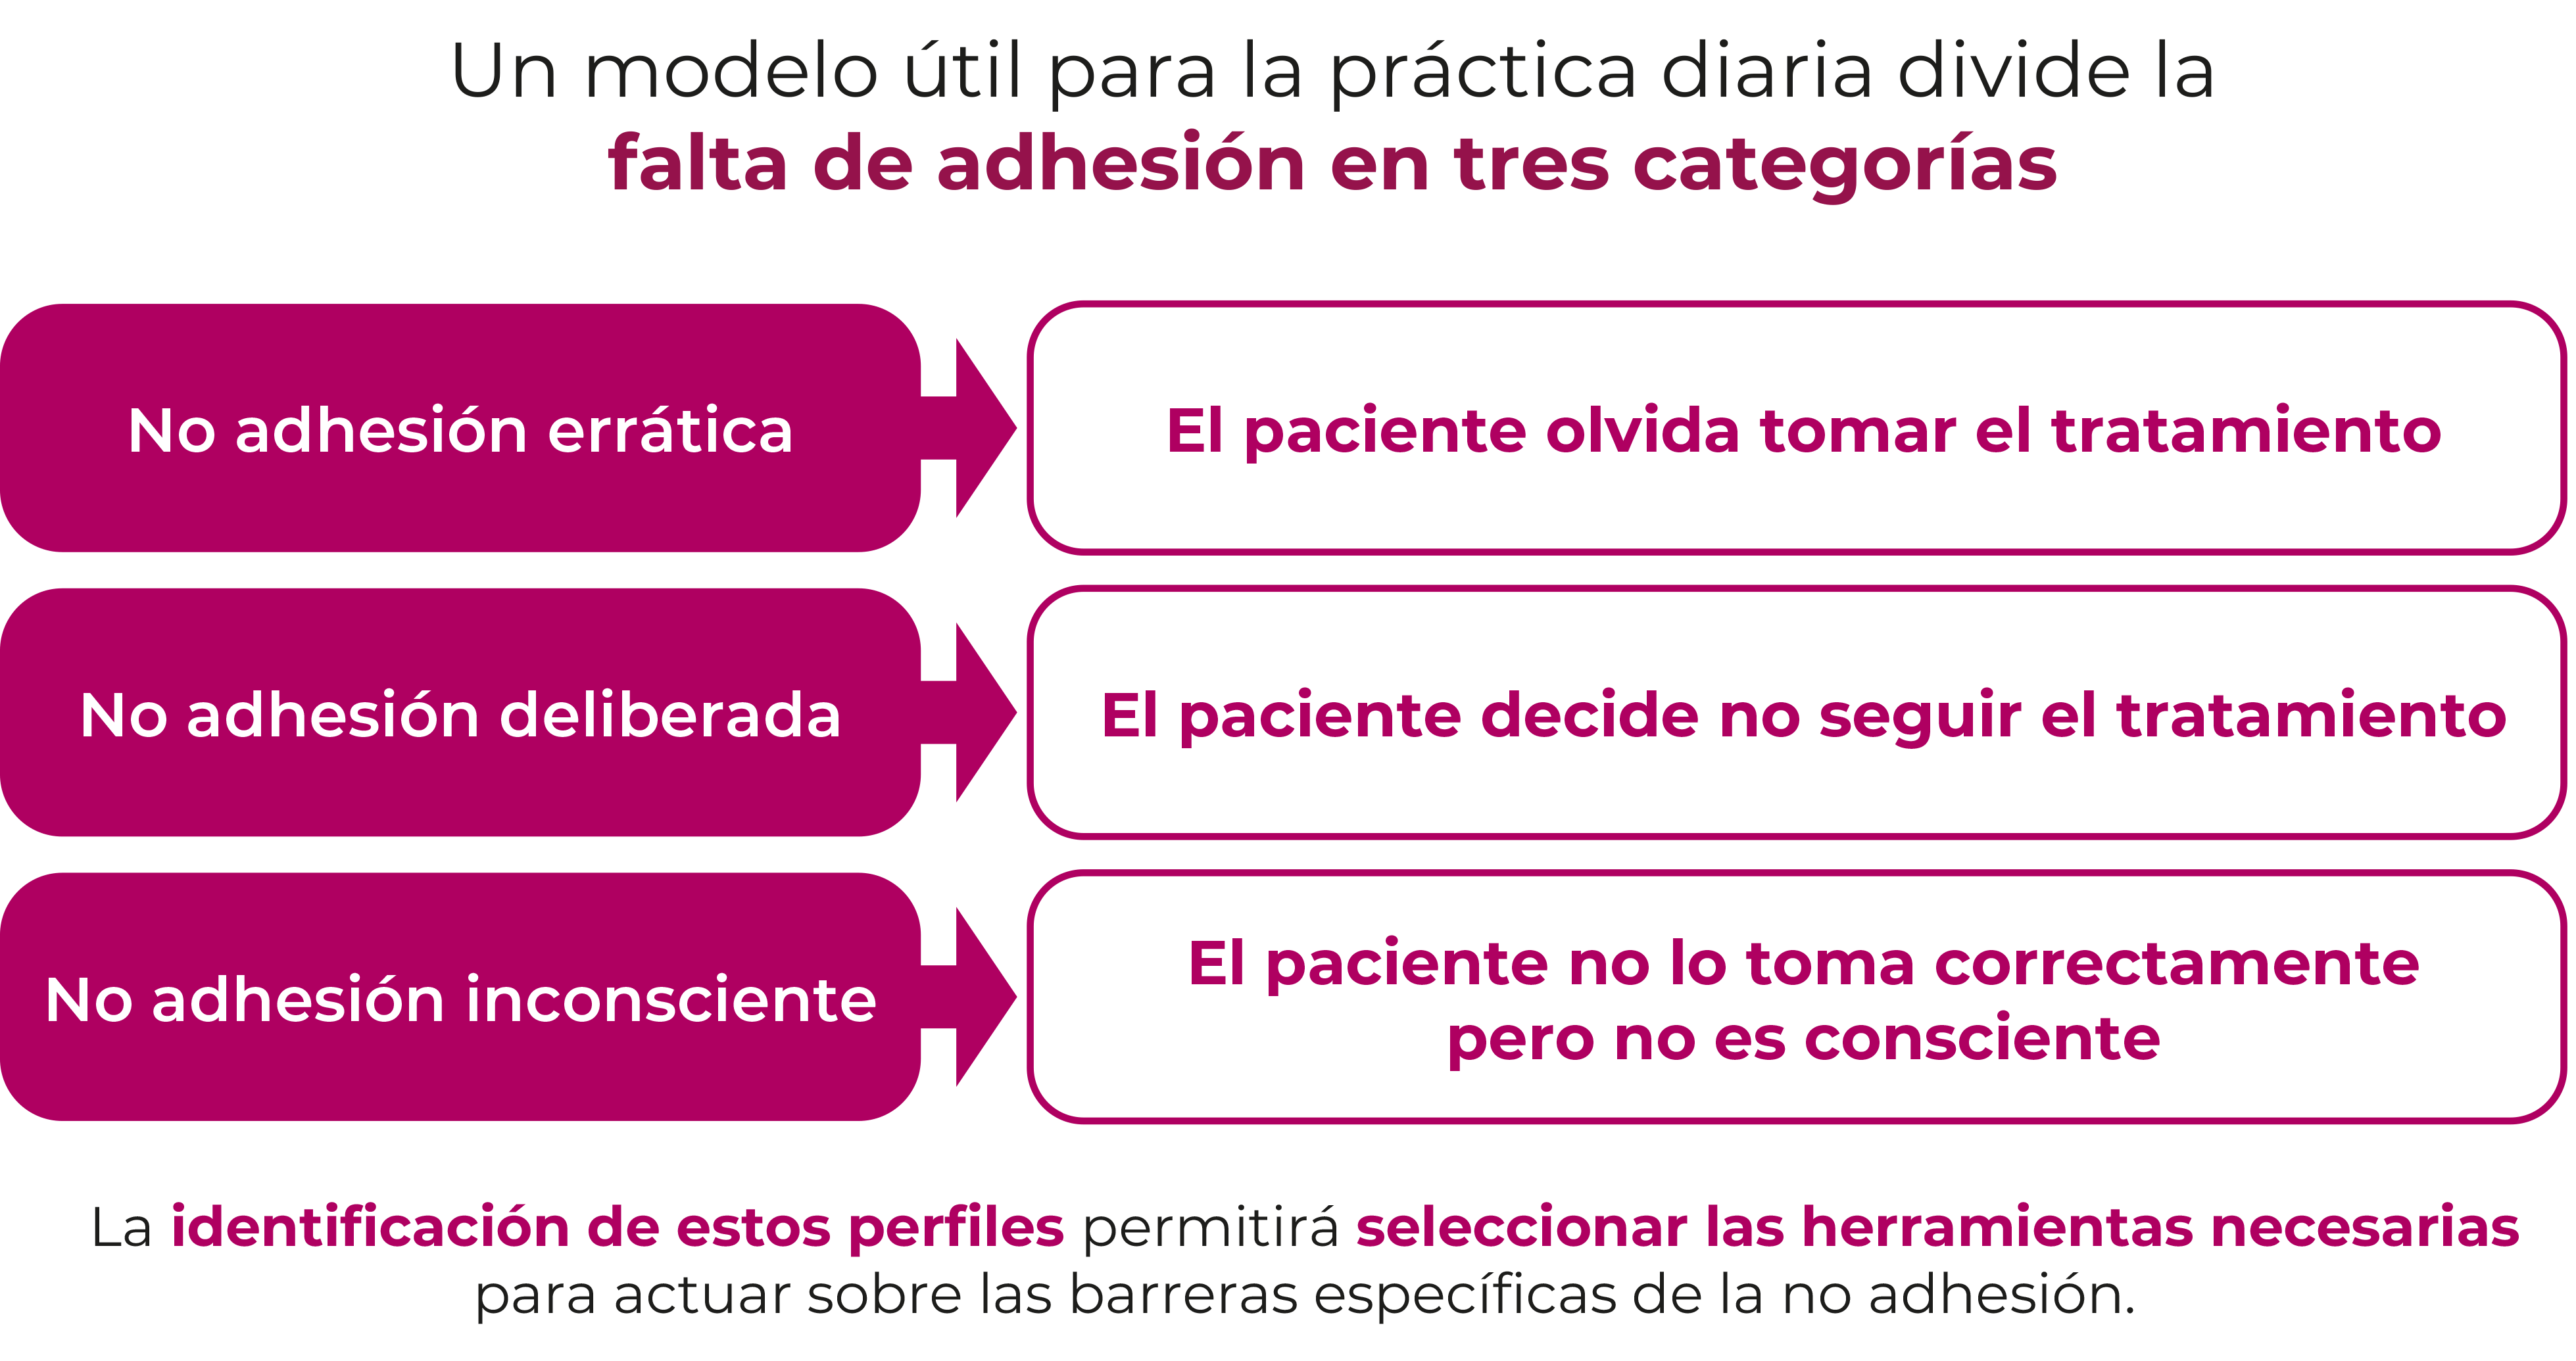 Un modelo útil para la práctica diaria divide la
falta de adhesión en tres categorías
No adhesión errática
El paciente olvida tomar el tratamiento
No adhesión deliberada
El paciente decide no seguir el tratamiento
No adhesión inconsciente
El paciente no lo toma correctamente
pero no es consciente
La identificación de estos perfiles permitirá seleccionar las herramientas necesarias
para actuar sobre las barreras específicas de la no adhesión.